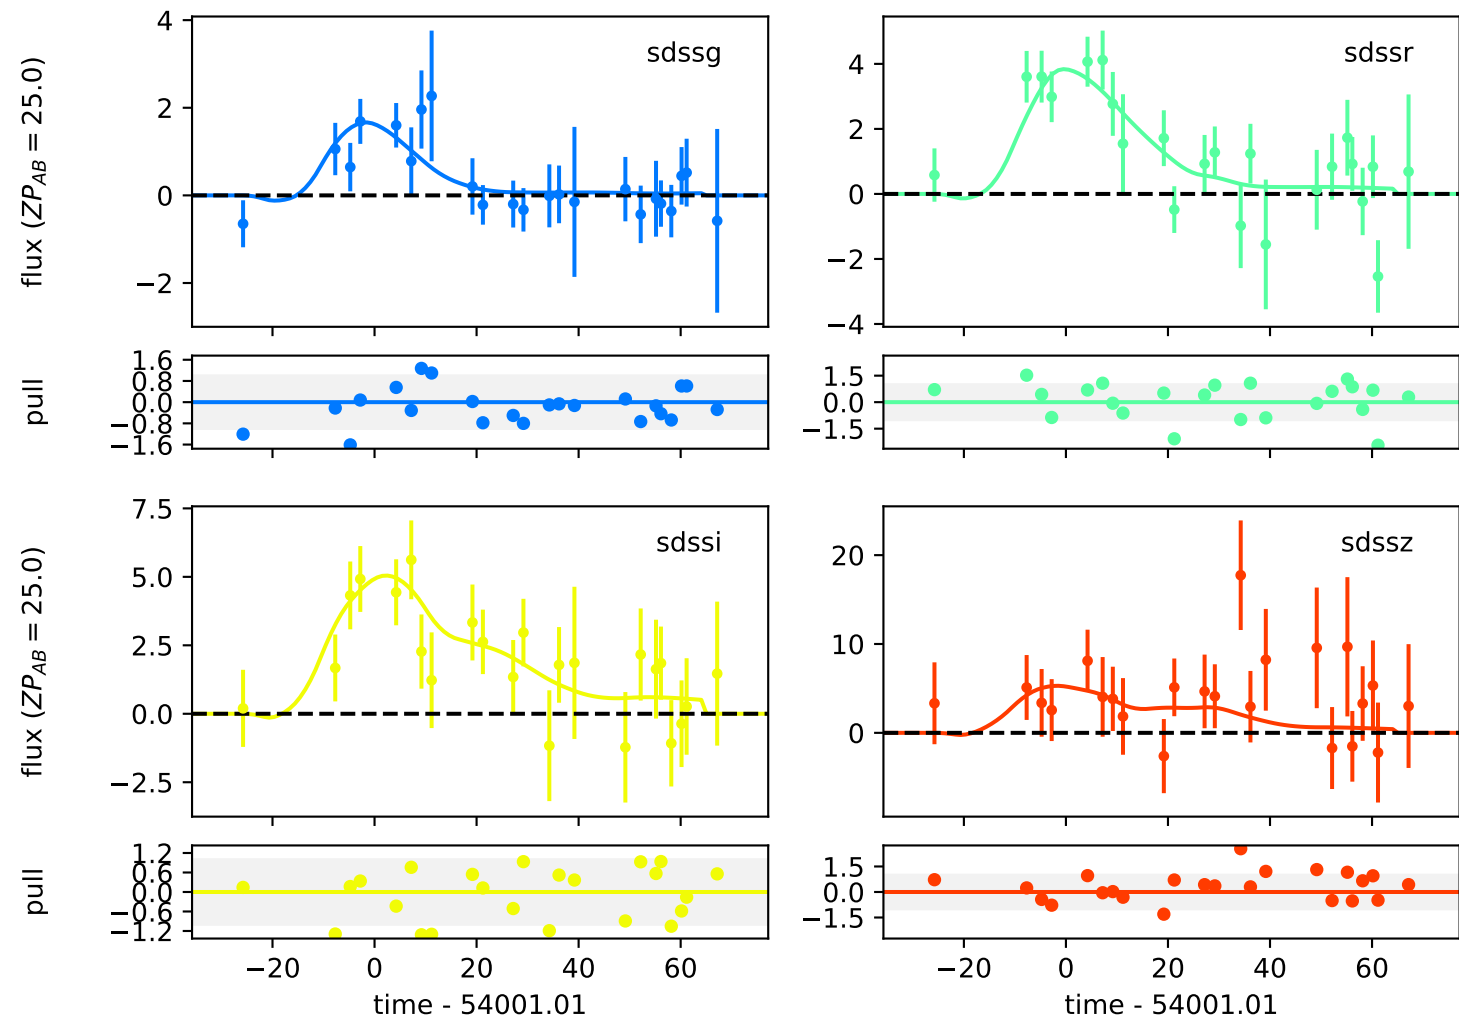 sdssg
flux (ZP_AB = 25.0)
4
2
0
−2
sdssr
4
2
0
−2
−4
pull
1.6
0.8
0.0
−0.8
−1.6
1.5
0.0
−1.5
sdssi
flux (ZP_AB = 25.0)
7.5
5.0
2.5
0.0
−2.5
sdssz
20
10
0
pull
1.2
0.6
0.0
−0.6
−1.2
1.5
0.0
−1.5
−20 0 20 40 60
−20 0 20 40 60
time - 54001.01
time - 54001.01